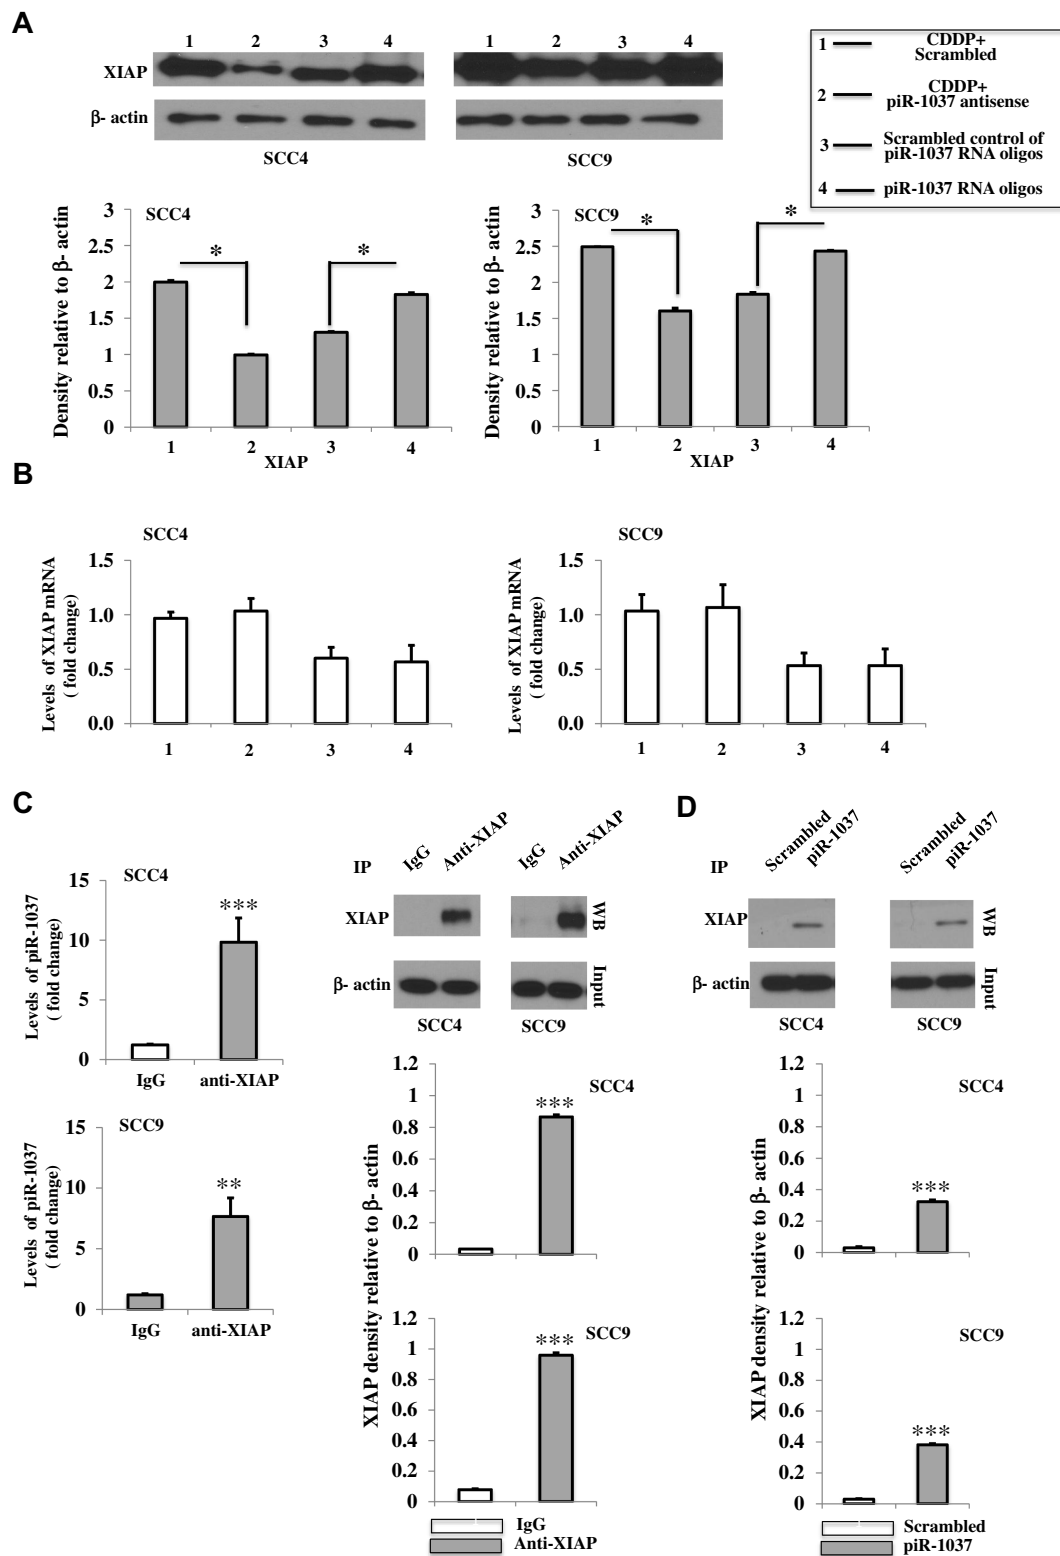 A
1 2 3 4
1 2 3 4
XIAP
β- actin
SCC4
SCC9
1 CDDP+
Scrambled
2 CDDP+
piR-1037 antisense
3 Scrambled control of
piR-1037 RNA oligos
4 piR-1037 RNA oligos
Density relative to β- actin
SCC4
2.5
2
1.5
1
0.5
0
* *
1 2 3 4
XIAP
Density relative to β- actin
SCC9
3
2.5
2
1.5
1
0.5
0
* *
1 2 3 4
XIAP
B
Levels of XIAP mRNA
( fold change)
SCC4
1.5
1.0
0.5
0.0
1 2 3 4
Levels of XIAP mRNA
( fold change)
SCC9
1.5
1.0
0.5
0.0
1 2 3 4
C
Levels of piR-1037
( fold change)
SCC4
15
10
5
0
***
IgG anti-XIAP
Levels of piR-1037
( fold change)
SCC9
15
10
5
0
**
IgG anti-XIAP
IP
IgG Anti-XIAP
IgG Anti-XIAP
XIAP
WB
β- actin
Input
SCC4
SCC9
XIAP density relative to β- actin
SCC4
1.2
1
0.8
0.6
0.4
0.2
0
***
SCC9
1.2
1
0.8
0.6
0.4
0.2
0
***
IgG
Anti-XIAP
D
IP
Scrambled piR-1037
Scrambled piR-1037
XIAP
WB
β- actin
Input
SCC4
SCC9
XIAP density relative to β- actin
SCC4
1.2
1
0.8
0.6
0.4
0.2
0
***
SCC9
1.2
1
0.8
0.6
0.4
0.2
0
***
Scrambled
piR-1037